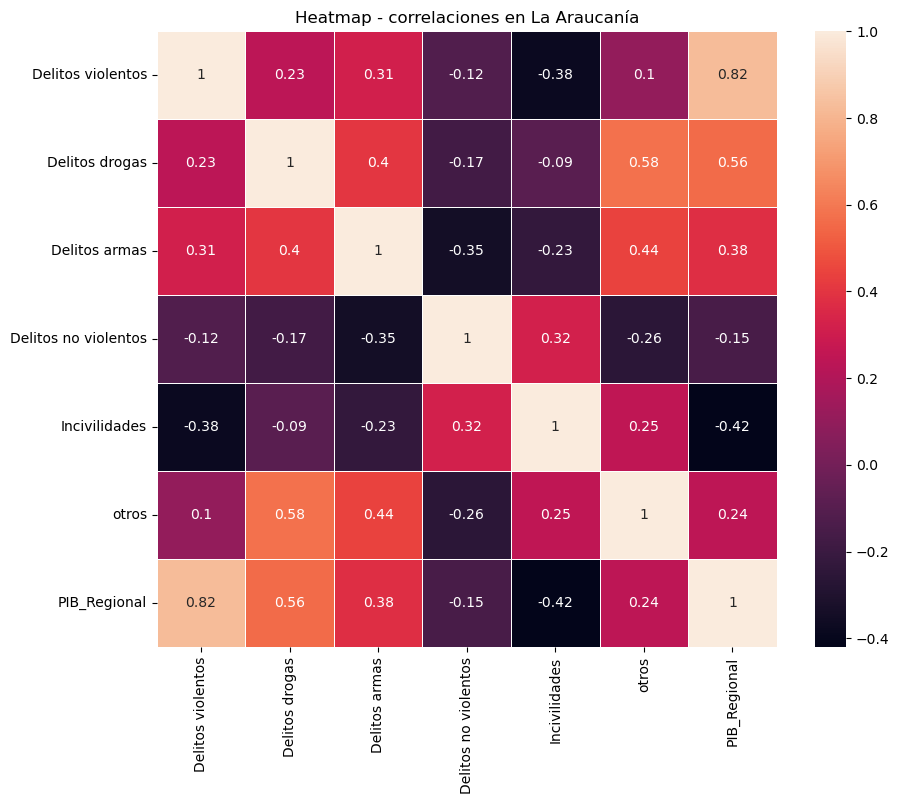 Heatmap - correlaciones en La Araucanía
Delitos violentos 1 0.23 0.31 -0.12 -0.38 0.1 0.82
Delitos drogas 0.23 1 0.4 -0.17 -0.09 0.58 0.56
Delitos armas 0.31 0.4 1 -0.35 -0.23 0.44 0.38
Delitos no violentos -0.12 -0.17 -0.35 1 0.32 -0.26 -0.15
Incivilidades -0.38 -0.09 -0.23 0.32 1 0.25 -0.42
otros 0.1 0.58 0.44 -0.26 0.25 1 0.24
PIB_Regional 0.82 0.56 0.38 -0.15 -0.42 0.24 1
Delitos violentos
Delitos drogas
Delitos armas
Delitos no violentos
Incivilidades
otros
PIB_Regional
1.0
0.8
0.6
0.4
0.2
0.0
−0.2
−0.4